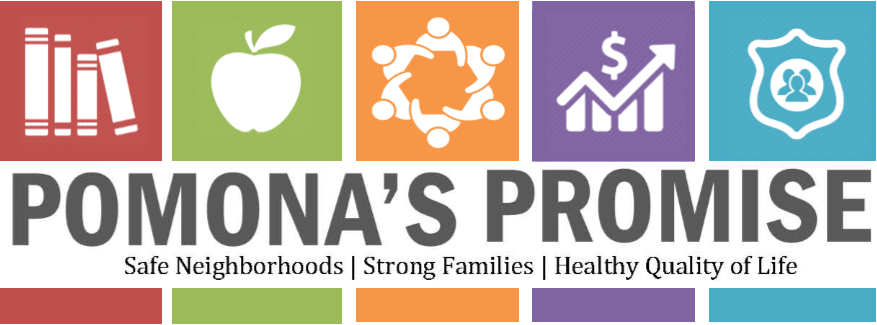 $
POMONA'S PROMISE
Safe Neighborhoods | Strong Families | Healthy Quality of Life